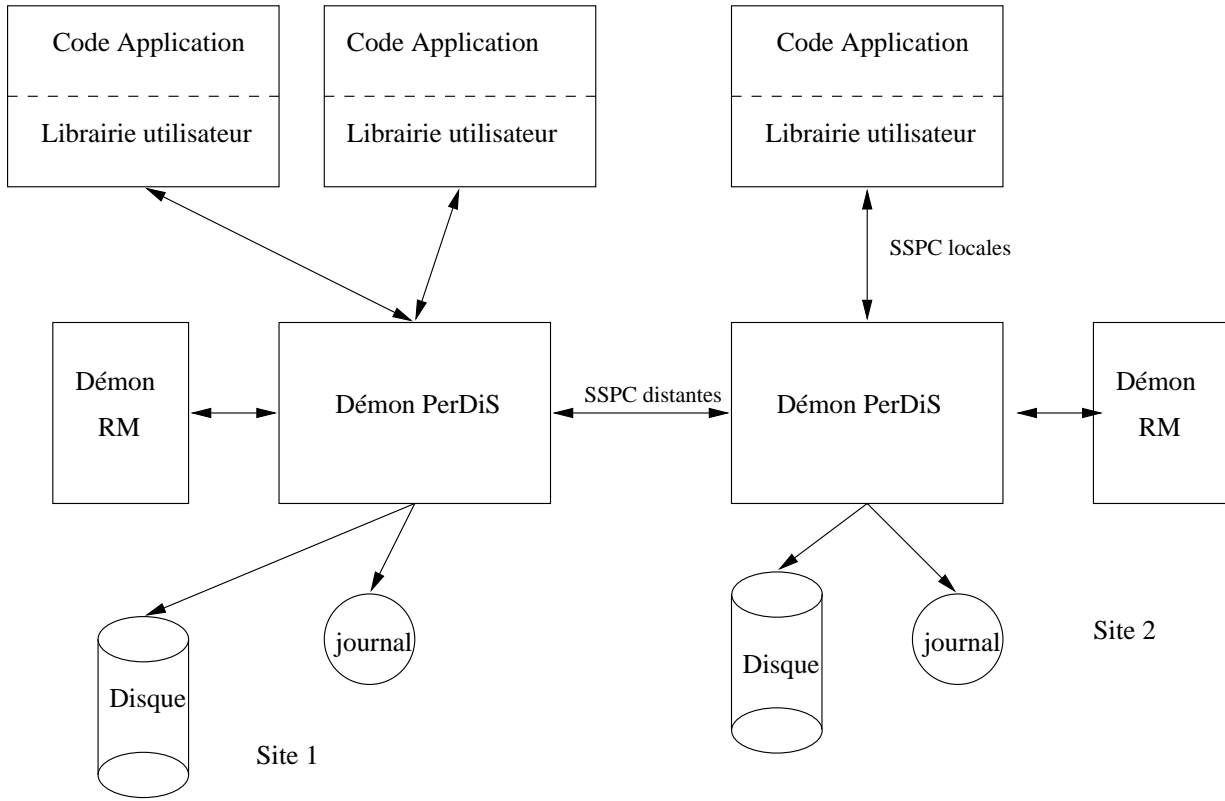 Code Application
Librairie utilisateur
Code Application
Librairie utilisateur
Code Application
Librairie utilisateur
SSPC locales
Démon
RM
Démon PerDiS
SSPC distantes
Démon PerDiS
Démon
RM
Disque
journal
Site 1
Disque
journal
Site 2